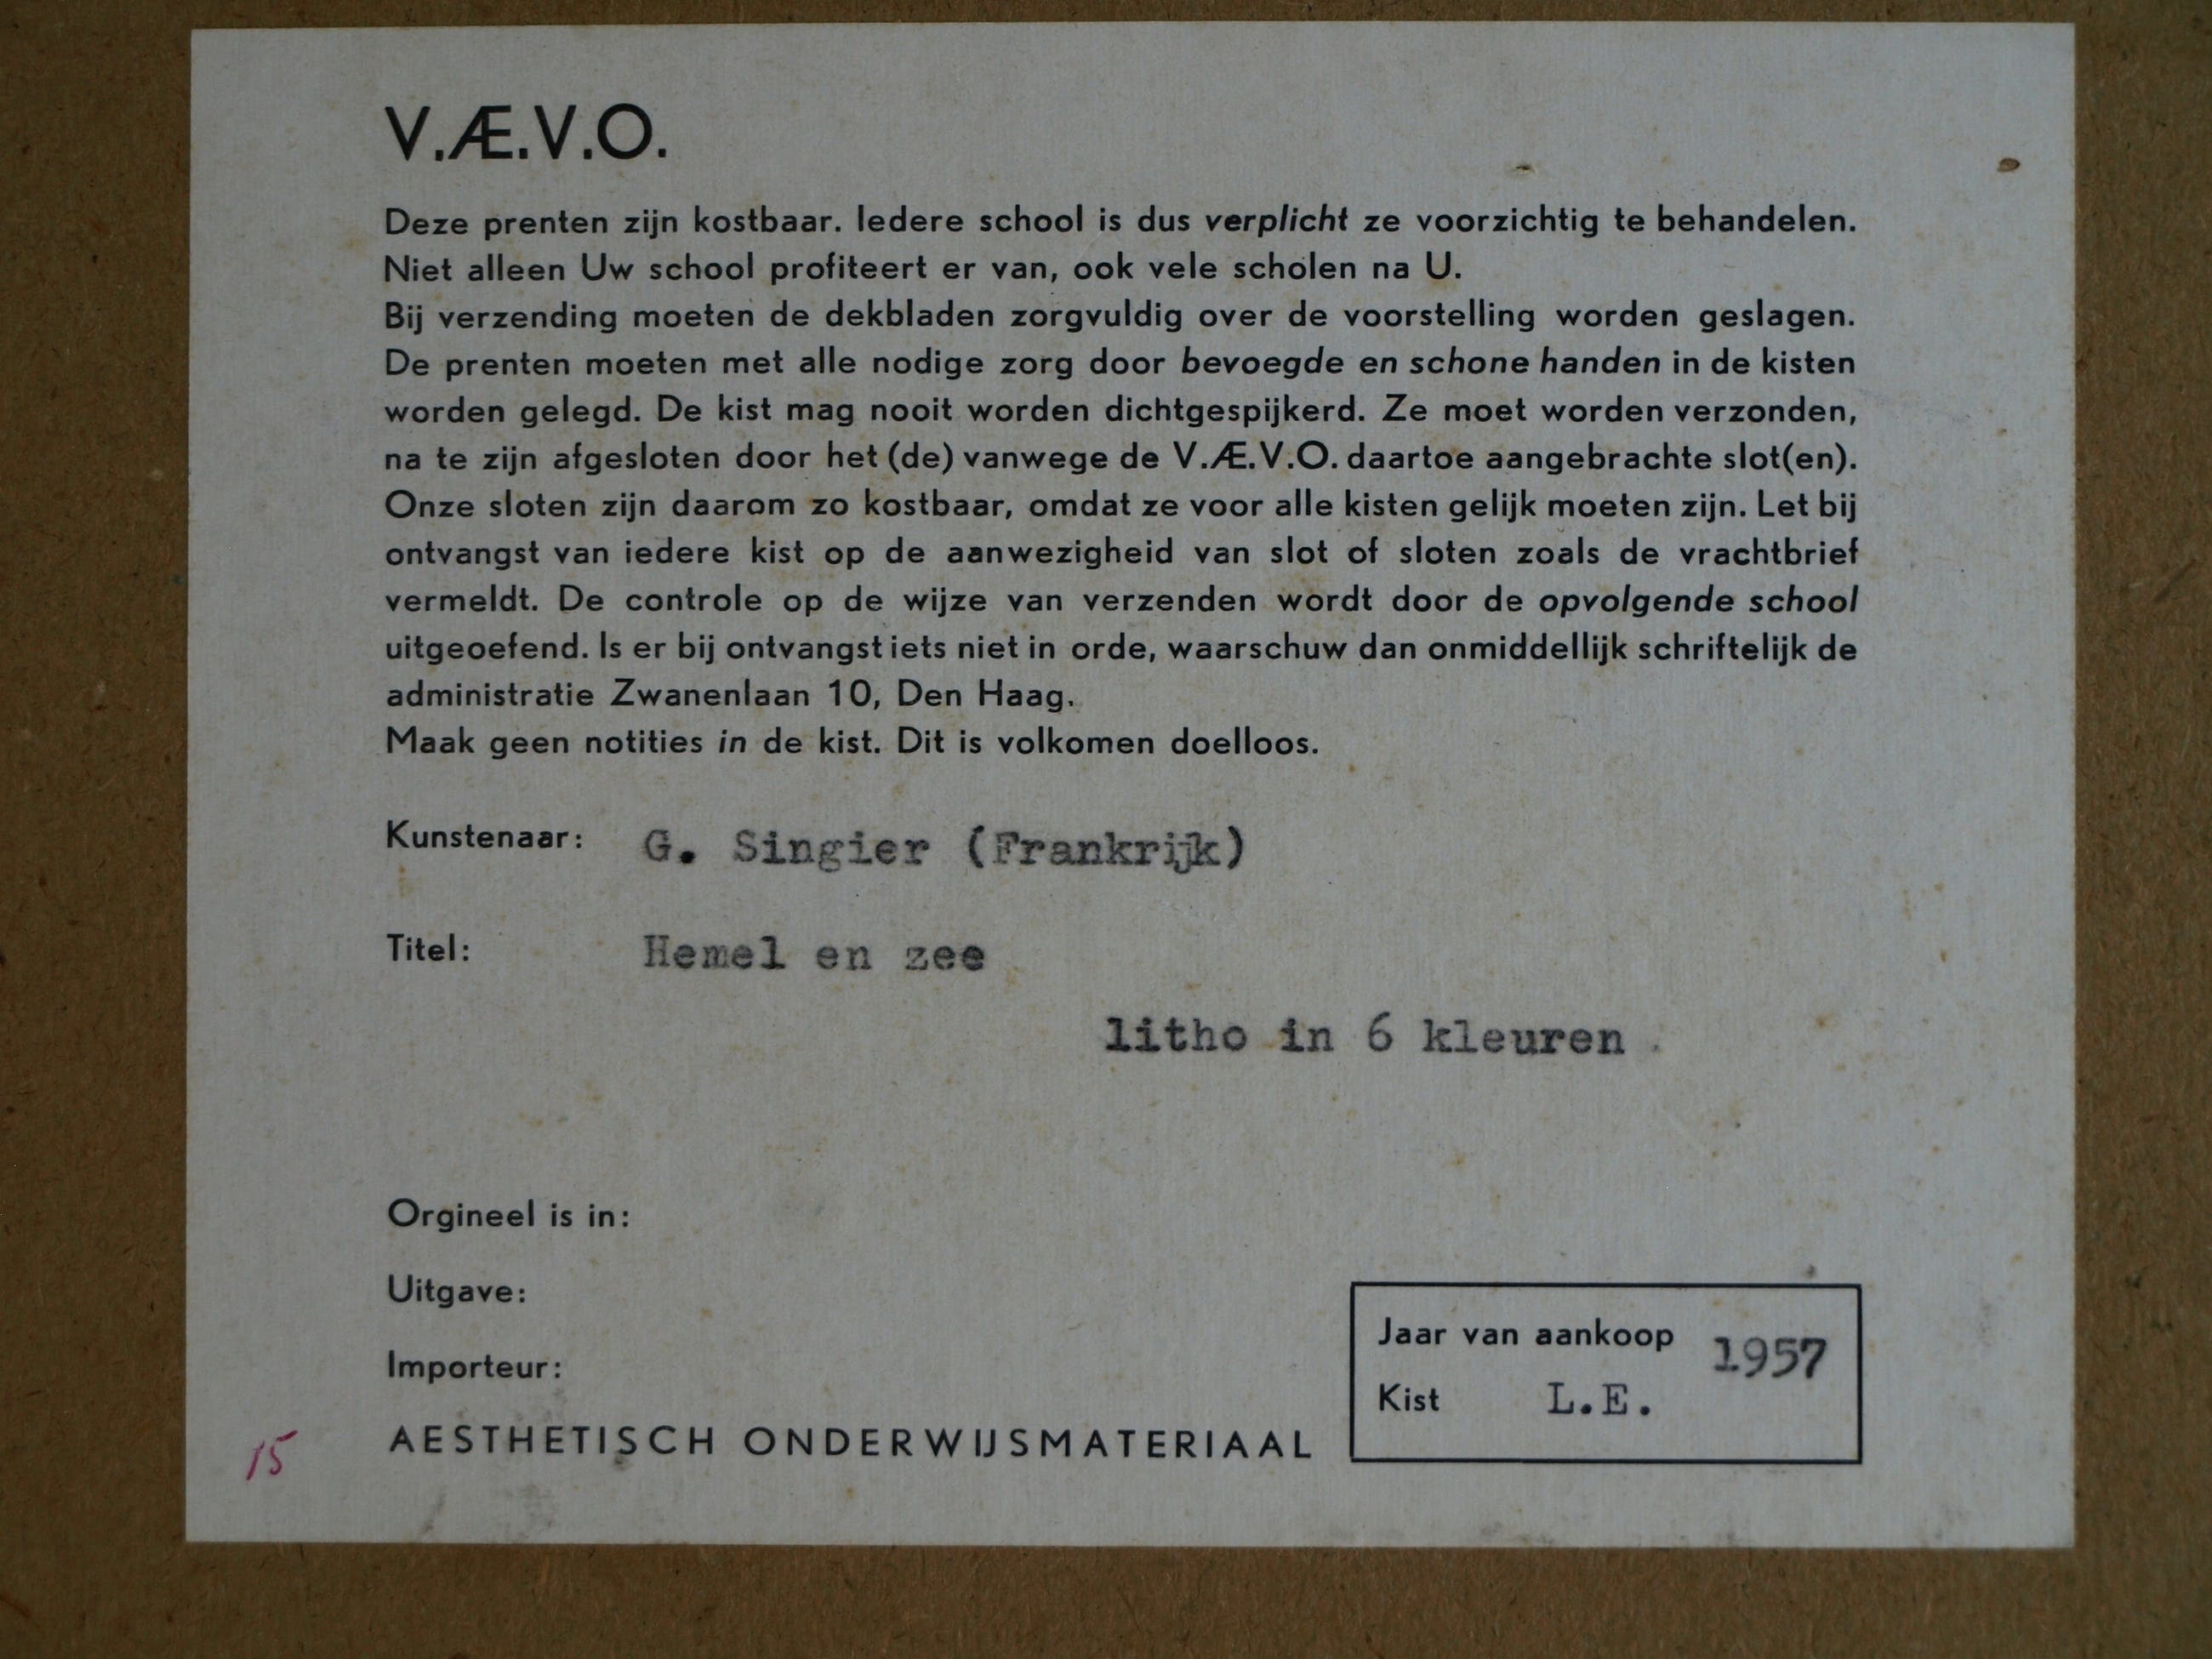 V.Æ.V.O.
Deze prenten zijn kostbaar. Iedere school is dus verplicht ze voorzichtig te behandelen.
Niet alleen Uw school profiteert er van, ook vele scholen na U.
Bij verzending moeten de dekbladen zorgvuldig over de voorstelling worden geslagen.
De prenten moeten met alle nodige zorg door bevoegde en schone handen in de kisten
worden gelegd. De kist mag nooit worden dichtgespijkerd. Ze moet worden verzonden,
na te zijn afgesloten door het (de) vanwege de V.Æ.V.O. daartoe aangebrachte slot(en).
Onze sloten zijn daarom zo kostbaar, omdat ze voor alle kisten gelijk moeten zijn. Let bij
ontvangst van iedere kist op de aanwezigheid van slot of sloten zoals de vrachtbrief
vermeldt. De controle op de wijze van verzenden wordt door de opvolgende school
uitgeoefend. Is er bij ontvangst iets niet in orde, waarschuw dan onmiddellijk schriftelijk de
administratie Zwanenlaan 10, Den Haag.
Maak geen notities in de kist. Dit is volkomen doelloos.
Kunstenaar: G. Singier (Frankrijk)
Titel: Hemel en zee
litho in 6 kleuren.
Orgineel is in:
Uitgave:
Importeur:
Jaar van aankoop 1957
Kist L.E.
AESTHETISCH ONDERWIJSMATERIAAL
15